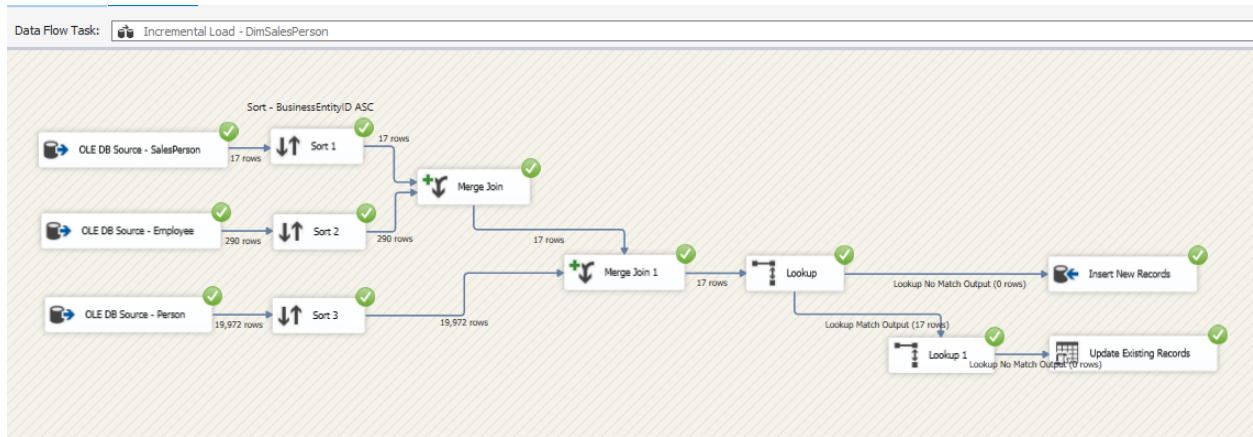 Data Flow Task: Incremental Load - DimSalesPerson
Sort - BusinessEntityID ASC
OLE DB Source - SalesPerson
17 rows
Sort 1
17 rows
Merge Join
OLE DB Source - Employee
290 rows
Sort 2
290 rows
17 rows
OLE DB Source - Person
19,972 rows
Sort 3
19,972 rows
Merge Join 1
17 rows
Lookup
Lookup No Match Output (0 rows)
Insert New Records
Lookup Match Output (17 rows)
Lookup 1
Lookup No Match Output (0 rows)
Update Existing Records